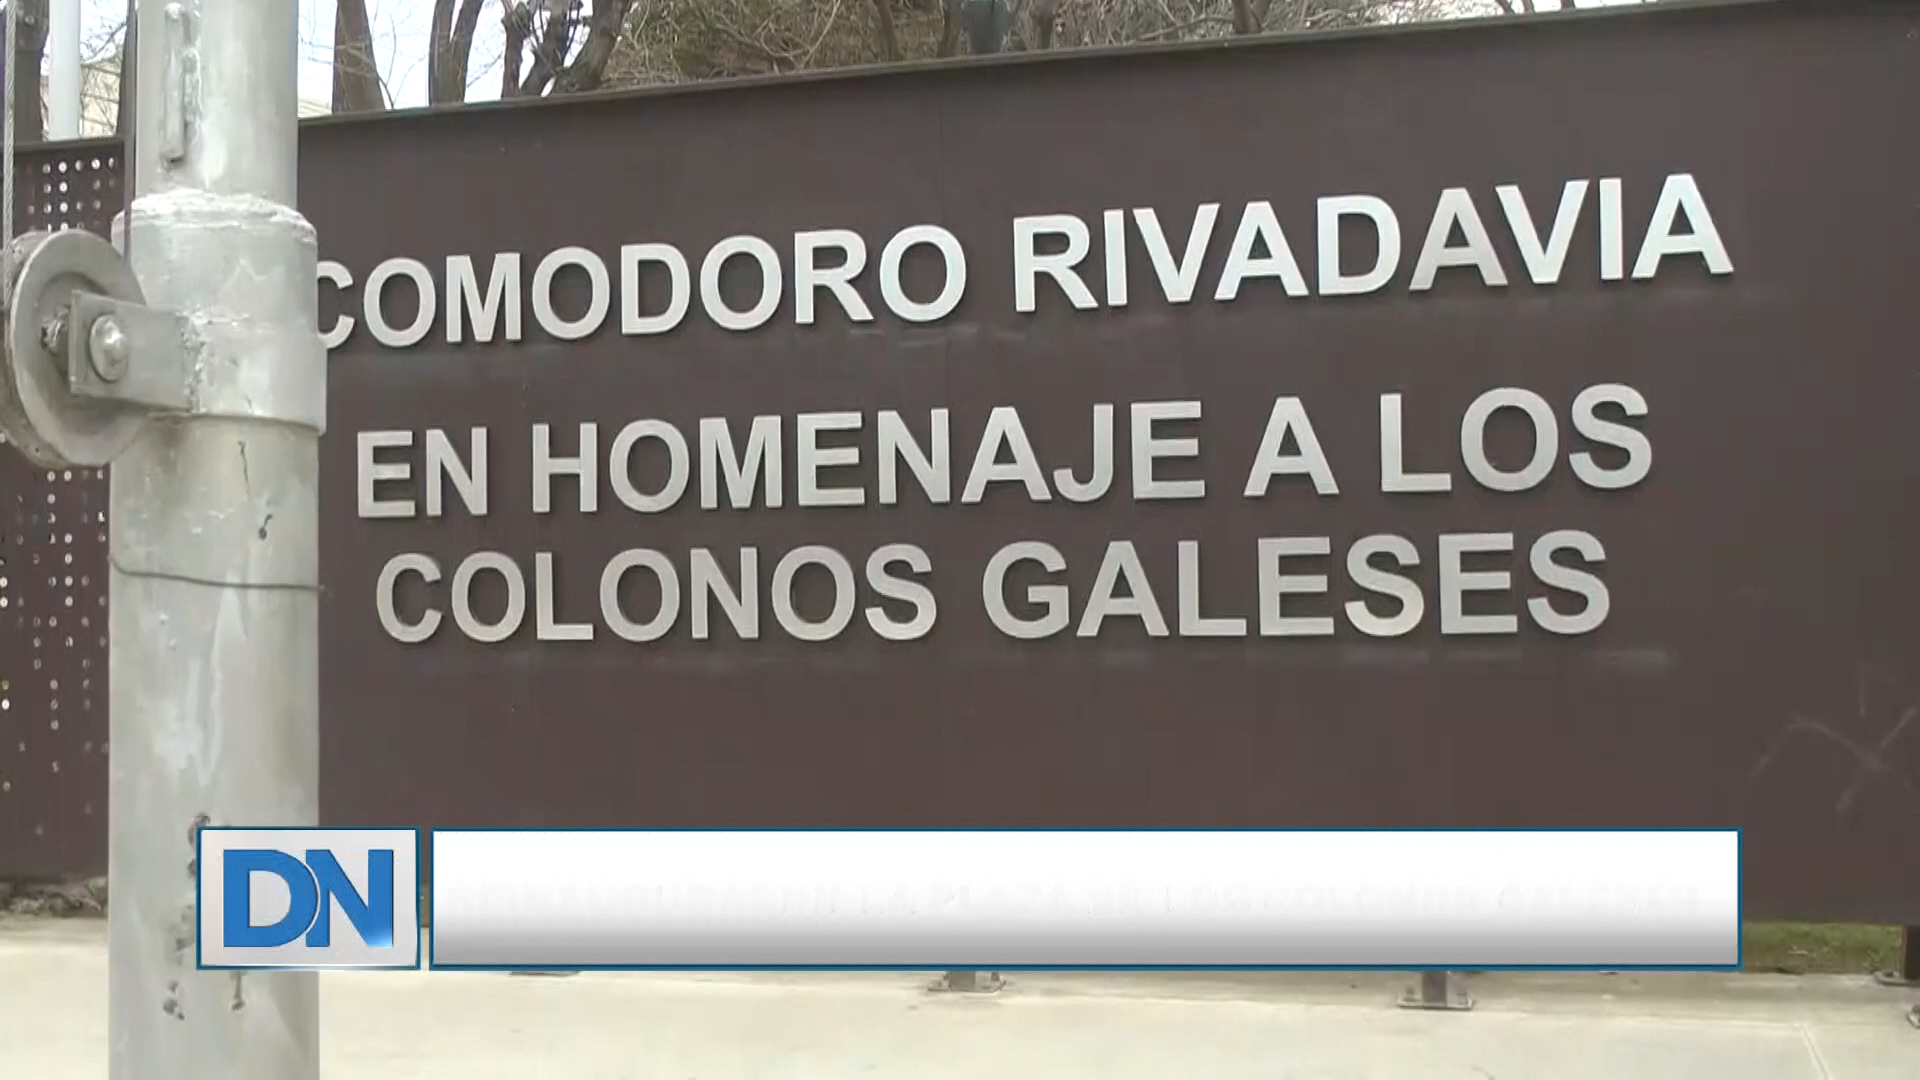 COMODORO RIVADAVIA
EN HOMENAJE A LOS
COLONOS GALESES
DN